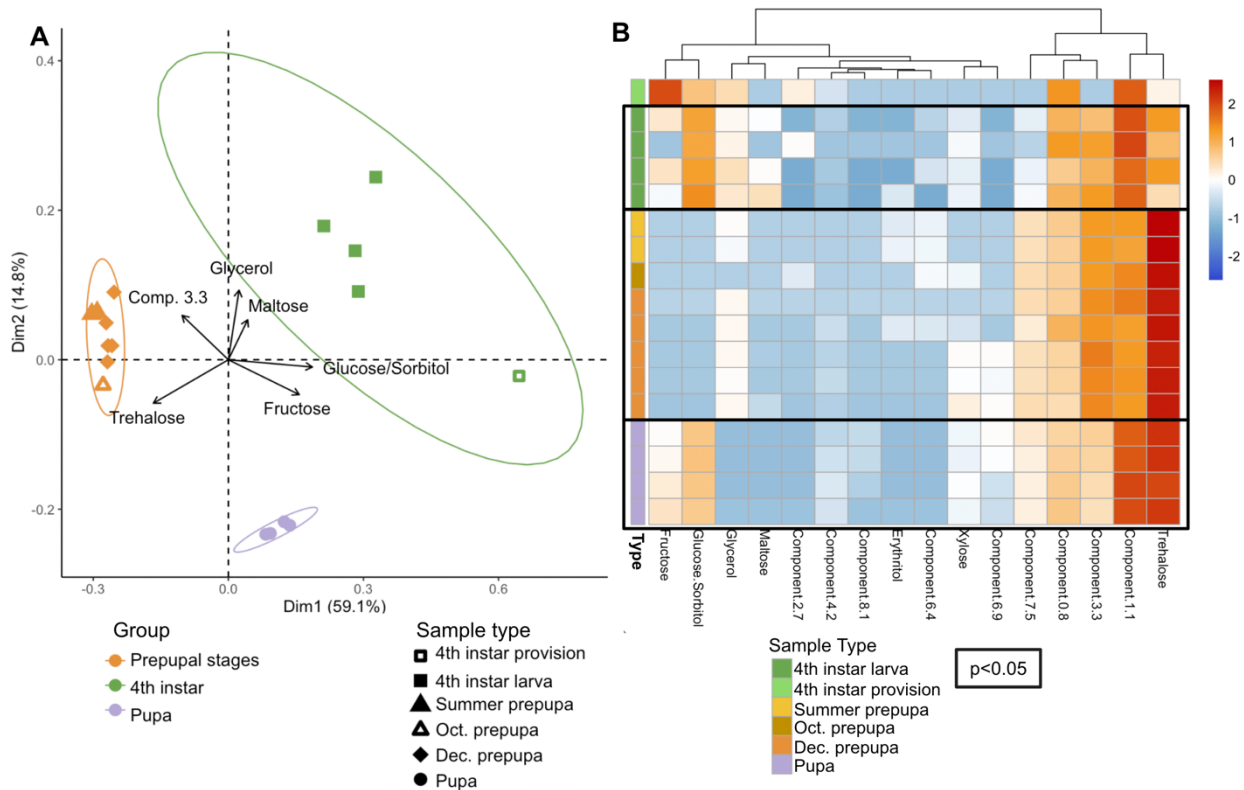 A
B
0.4
0.2
0.0
-0.2
Dim2 (14.8%)
Glycerol
Comp. 3.3
Maltose
Glucose/Sorbitol
Trehalose
Fructose
-0.3
0.0
0.3
0.6
Dim1 (59.1%)
Group
Prepupal stages
4th instar
Pupa
Sample type
4th instar provision
4th instar larva
Summer prepupa
Oct. prepupa
Dec. prepupa
Pupa
2
1
0
-1
-2
Type
Fructose
Glucose.Sorbitol
Glycerol
Maltose
Component.2.7
Component.4.2
Component.8.1
Erythritol
Component.6.4
Xylose
Component.6.9
Component.7.5
Component.0.8
Component.3.3
Component.1.1
Trehalose
Sample Type
4th instar larva
4th instar provision
Summer prepupa
Oct. prepupa
Dec. prepupa
Pupa
p<0.05